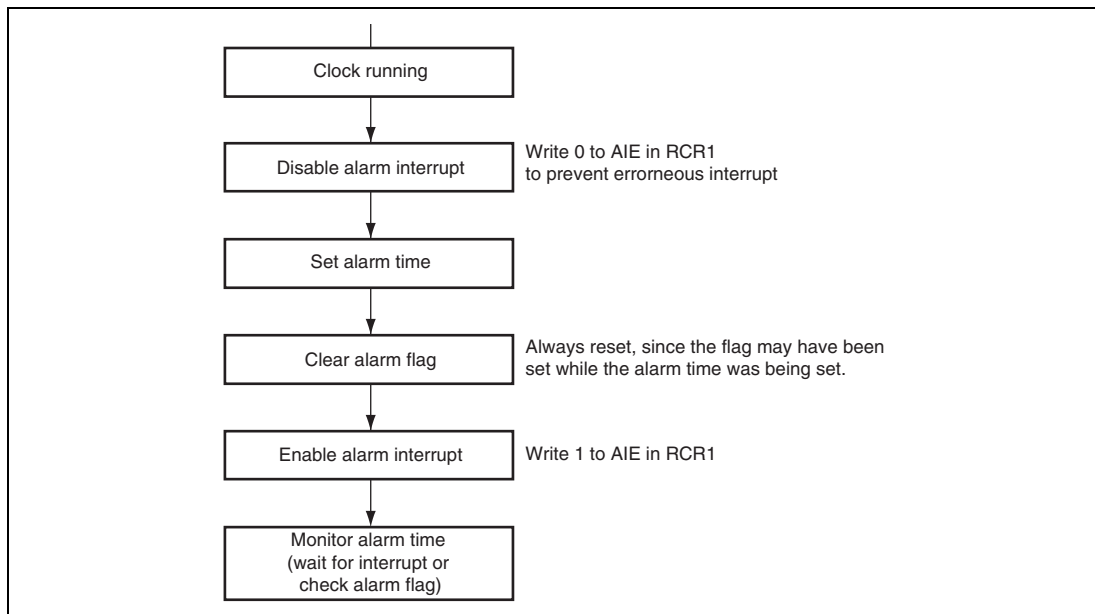 Clock running
Disable alarm interrupt
Write 0 to AIE in RCR1
to prevent errorneous interrupt
Set alarm time
Clear alarm flag
Always reset, since the flag may have been
set while the alarm time was being set.
Enable alarm interrupt
Write 1 to AIE in RCR1
Monitor alarm time
(wait for interrupt or
check alarm flag)